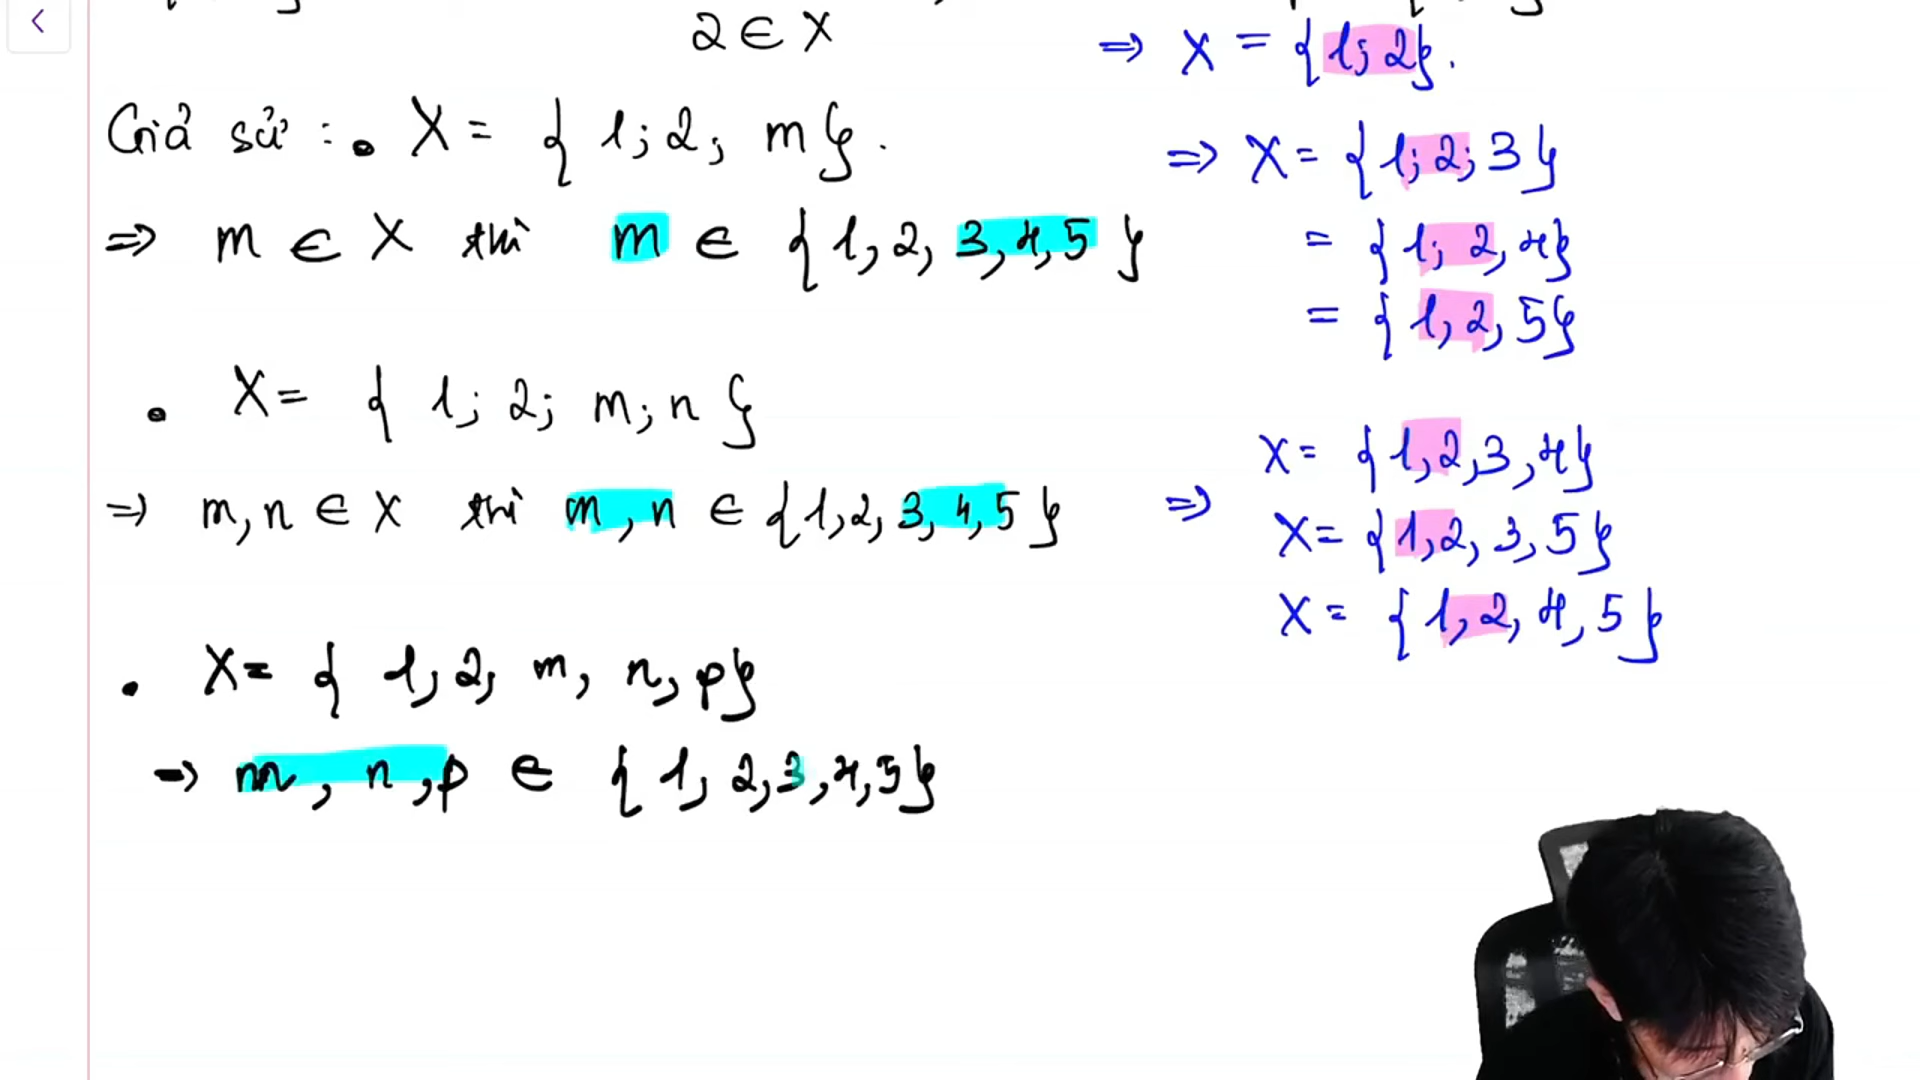 2 ∈ X
⇒ X = {1; 2}.
Giả sử : • X = { 1; 2; m}.
⇒ m ∈ X thì m ∈ {1, 2, 3, 4, 5 }
⇒ X = {1; 2; 3}
= {1; 2, 4}
= {1, 2, 5}
• X = { 1; 2; m; n }
⇒ m, n ∈ X thì m, n ∈ {1, 2, 3, 4, 5 }
X = {1, 2, 3, 4}
⇒
X = {1, 2, 3, 5}
X = {1, 2, 4, 5}
• X = { 1, 2, m, n, p}
⇒ m, n, p ∈ { 1, 2, 3, 4, 5}